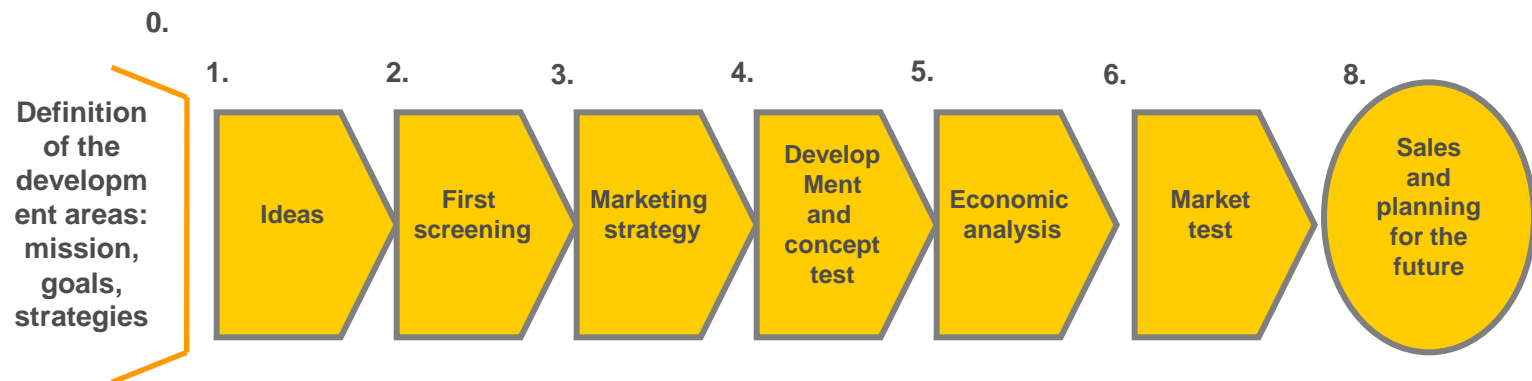 0.
Definition
of the
developm
ent areas:
mission,
goals,
strategies
1.
Ideas
2.
First
screening
3.
Marketing
strategy
4.
Develop
Ment
and
concept
test
5.
Economic
analysis
6.
Market
test
8.
Sales
and
planning
for the
future